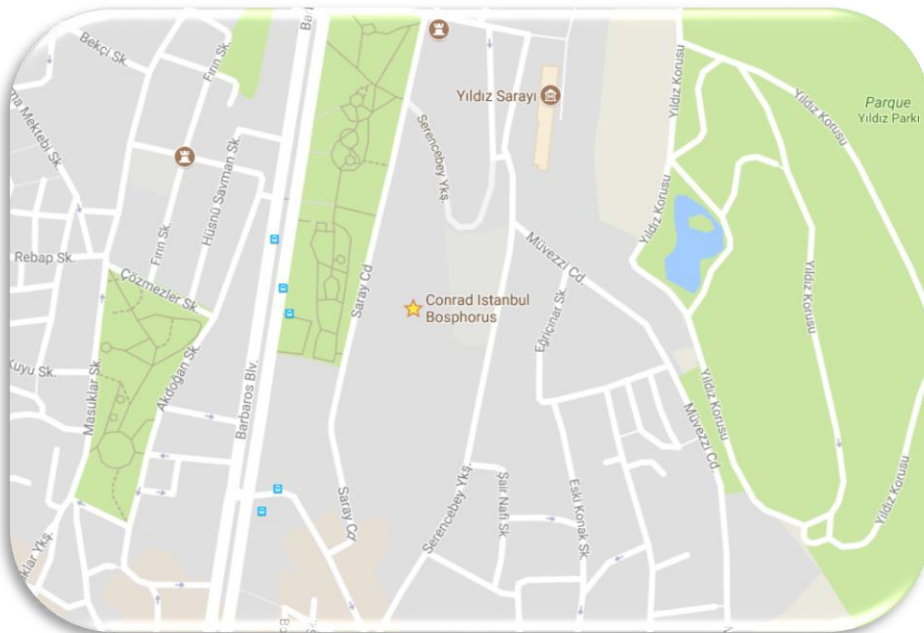 Bekçi Sk.
Fırın Sk.
Yıldız Sarayı
Yıldız Korusu
Yıldız Korusu
Parque
Yıldız Parkı
Mektebi Sk.
Hüsnü Savman Sk.
Serencebey Ykş.
Rebap Sk.
Fırın Sk.
Çözmezler Sk.
Saray Cd
Conrad Istanbul
Bosphorus
Müvezzi Cd.
Yıldız Korusu
Yıldız Korusu
Eğriçınar Sk.
Kuyu Sk.
Masuklar Sk.
Akdoğan Sk.
Barbaros Blv.
Yıldız Korusu
Müvezzi Cd.
Saray Cd
Serencebey Ykş.
Şair Nafi Sk
Eski Konak Sk.
Yıldız Korusu
Ykş.